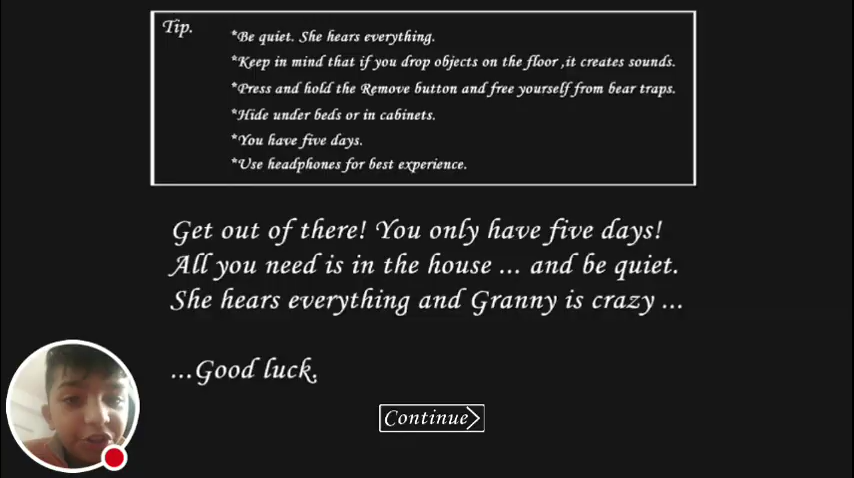 Tip.
*Be quiet. She hears everything.
*Keep in mind that if you drop objects on the floor ,it creates sounds.
*Press and hold the Remove button and free yourself from bear traps.
*Hide under beds or in cabinets.
*You have five days.
*Use headphones for best experience.
Get out of there! You only have five days!
All you need is in the house ... and be quiet.
She hears everything and Granny is crazy ...
...Good luck.
Continue